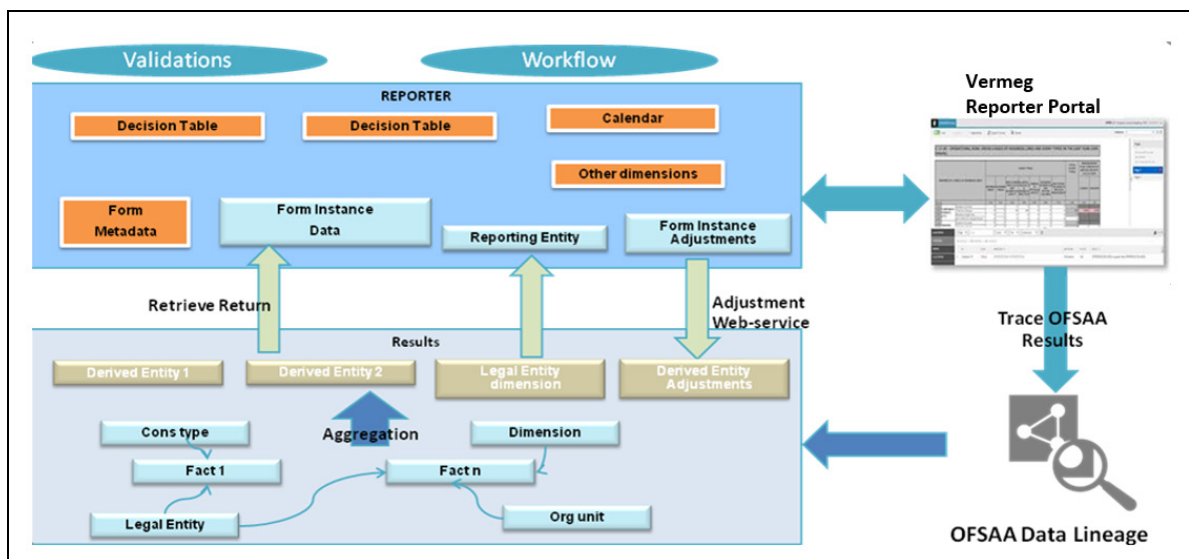 Validations
Workflow
REPORTER
Decision Table
Decision Table
Calendar
Other dimensions
Form
Metadata
Form Instance
Data
Reporting Entity
Form Instance
Adjustments
Vermeg
Reporter Portal
Retrieve Return
Adjustment
Web-service
Trace OFSAA
Results
Results
Derived Entity 1
Derived Entity 2
Legal Entity
dimension
Derived Entity
Adjustments
Cons type
Aggregation
Dimension
Fact 1
Fact n
Legal Entity
Org unit
OFSAA Data Lineage